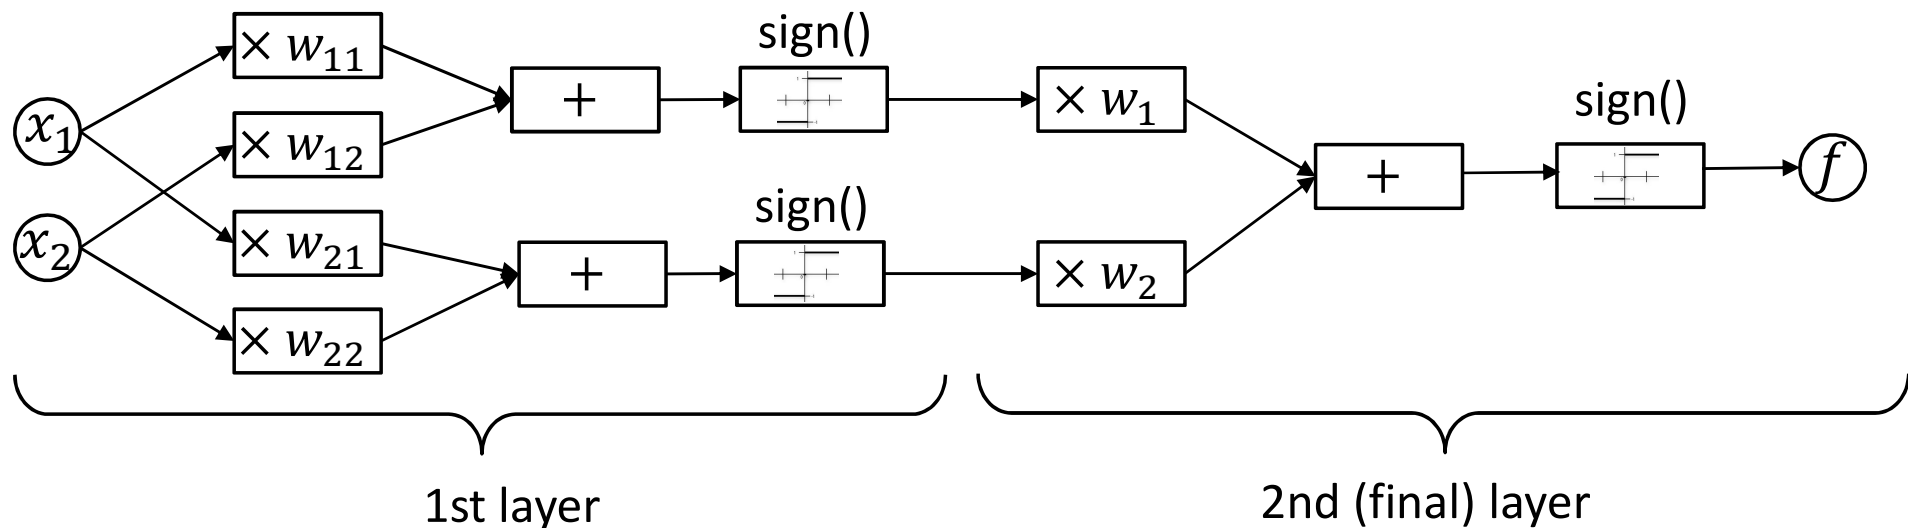 x₁
x₂
× w₁₁
× w₁₂
× w₂₁
× w₂₂
+
+
sign()
sign()
× w₁
× w₂
+
sign()
f
1st layer
2nd (final) layer